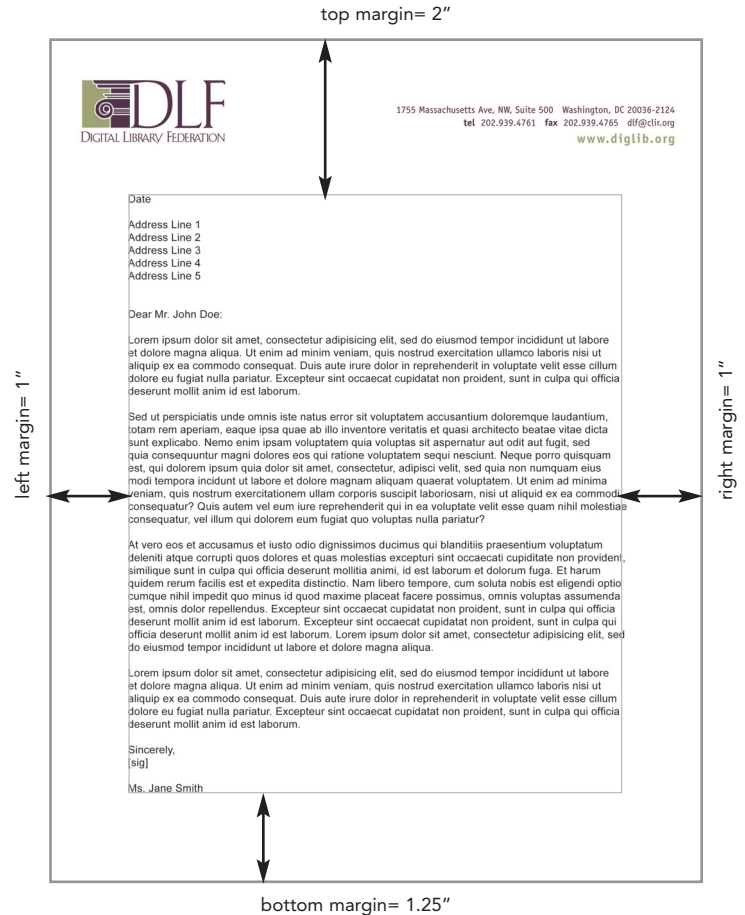 top margin= 2″
DLF
DIGITAL LIBRARY FEDERATION
1755 Massachusetts Ave, NW, Suite 500 Washington, DC 20036-2124
tel 202.939.4761 fax 202.939.4765 dlf@clir.org
www.diglib.org
Date
Address Line 1
Address Line 2
Address Line 3
Address Line 4
Address Line 5
Dear Mr. John Doe:
Lorem ipsum dolor sit amet, consectetur adipisicing elit, sed do eiusmod tempor incididunt ut labore
et dolore magna aliqua. Ut enim ad minim veniam, quis nostrud exercitation ullamco laboris nisi ut
aliquip ex ea commodo consequat. Duis aute irure dolor in reprehenderit in voluptate velit esse cillum
dolore eu fugiat nulla pariatur. Excepteur sint occaecat cupidatat non proident, sunt in culpa qui officia
deserunt mollit anim id est laborum.
Sed ut perspiciatis unde omnis iste natus error sit voluptatem accusantium doloremque laudantium,
totam rem aperiam, eaque ipsa quae ab illo inventore veritatis et quasi architecto beatae vitae dicta
sunt explicabo. Nemo enim ipsam voluptatem quia voluptas sit aspernatur aut odit aut fugit, sed
quia consequuntur magni dolores eos qui ratione voluptatem sequi nesciunt. Neque porro quisquam
est, qui dolorem ipsum quia dolor sit amet, consectetur, adipisci velit, sed quia non numquam eius
modi tempora incidunt ut labore et dolore magnam aliquam quaerat voluptatem. Ut enim ad minima
veniam, quis nostrum exercitationem ullam corporis suscipit laboriosam, nisi ut aliquid ex ea commodi
consequatur? Quis autem vel eum iure reprehenderit qui in ea voluptate velit esse quam nihil molestiae
consequatur, vel illum qui dolorem eum fugiat quo voluptas nulla pariatur?
At vero eos et accusamus et iusto odio dignissimos ducimus qui blanditiis praesentium voluptatum
deleniti atque corrupti quos dolores et quas molestias excepturi sint occaecati cupiditate non provident,
similique sunt in culpa qui officia deserunt mollitia animi, id est laborum et dolorum fuga. Et harum
quidem rerum facilis est et expedita distinctio. Nam libero tempore, cum soluta nobis est eligendi optio
cumque nihil impedit quo minus id quod maxime placeat facere possimus, omnis voluptas assumenda
est, omnis dolor repellendus. Excepteur sint occaecat cupidatat non proident, sunt in culpa qui officia
deserunt mollit anim id est laborum. Excepteur sint occaecat cupidatat non proident, sunt in culpa qui
officia deserunt mollit anim id est laborum. Lorem ipsum dolor sit amet, consectetur adipisicing elit, sed
do eiusmod tempor incididunt ut labore et dolore magna aliqua.
Lorem ipsum dolor sit amet, consectetur adipisicing elit, sed do eiusmod tempor incididunt ut labore
et dolore magna aliqua. Ut enim ad minim veniam, quis nostrud exercitation ullamco laboris nisi ut
aliquip ex ea commodo consequat. Duis aute irure dolor in reprehenderit in voluptate velit esse cillum
dolore eu fugiat nulla pariatur. Excepteur sint occaecat cupidatat non proident, sunt in culpa qui officia
deserunt mollit anim id est laborum.
Sincerely,
[sig]
Ms. Jane Smith
left margin= 1″
right margin= 1″
bottom margin= 1.25″